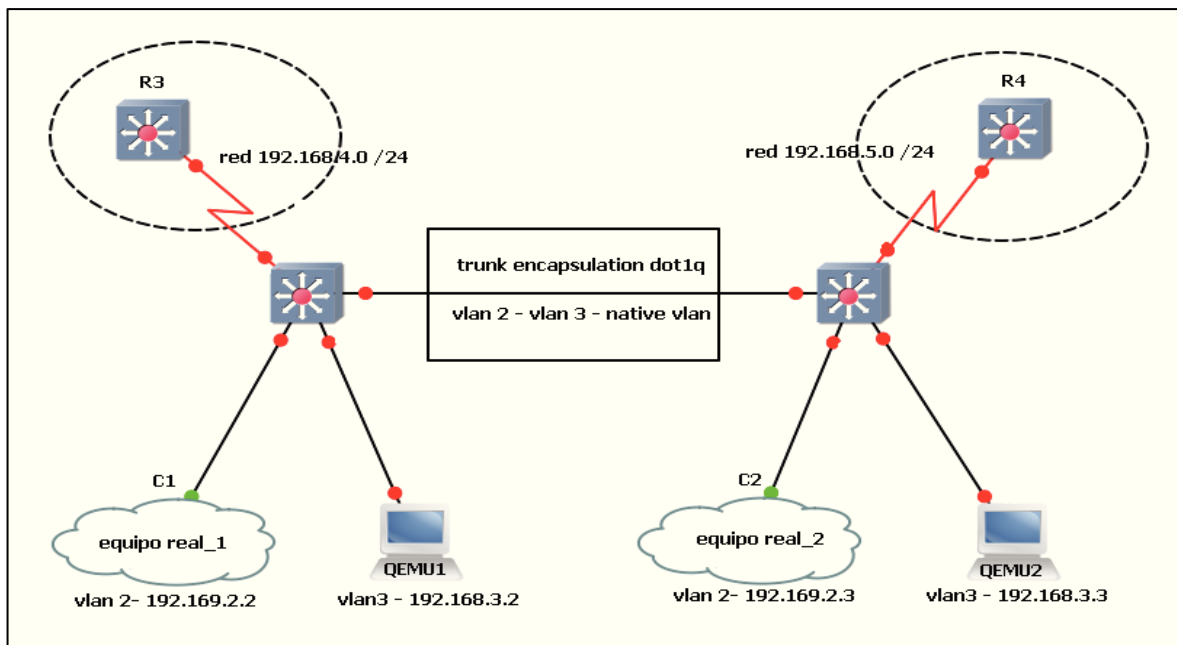 R3
R4
red 192.168.4.0 /24
red 192.168.5.0 /24
trunk encapsulation dot1q
vlan 2 - vlan 3 - native vlan
C1
C2
equipo real_1
QEMU1
equipo real_2
QEMU2
vlan 2- 192.169.2.2
vlan3 - 192.168.3.2
vlan 2- 192.169.2.3
vlan3 - 192.168.3.3